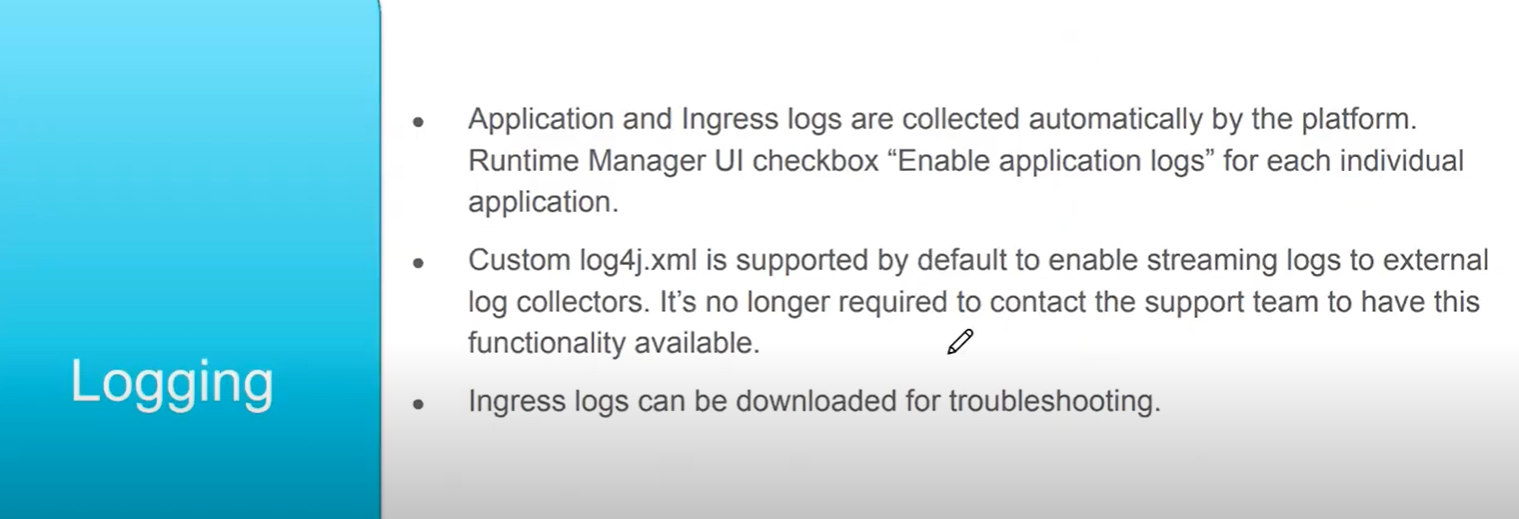 Logging
Application and Ingress logs are collected automatically by the platform.
Runtime Manager UI checkbox “Enable application logs” for each individual
application.
Custom log4j.xml is supported by default to enable streaming logs to external
log collectors. It’s no longer required to contact the support team to have this
functionality available.
Ingress logs can be downloaded for troubleshooting.